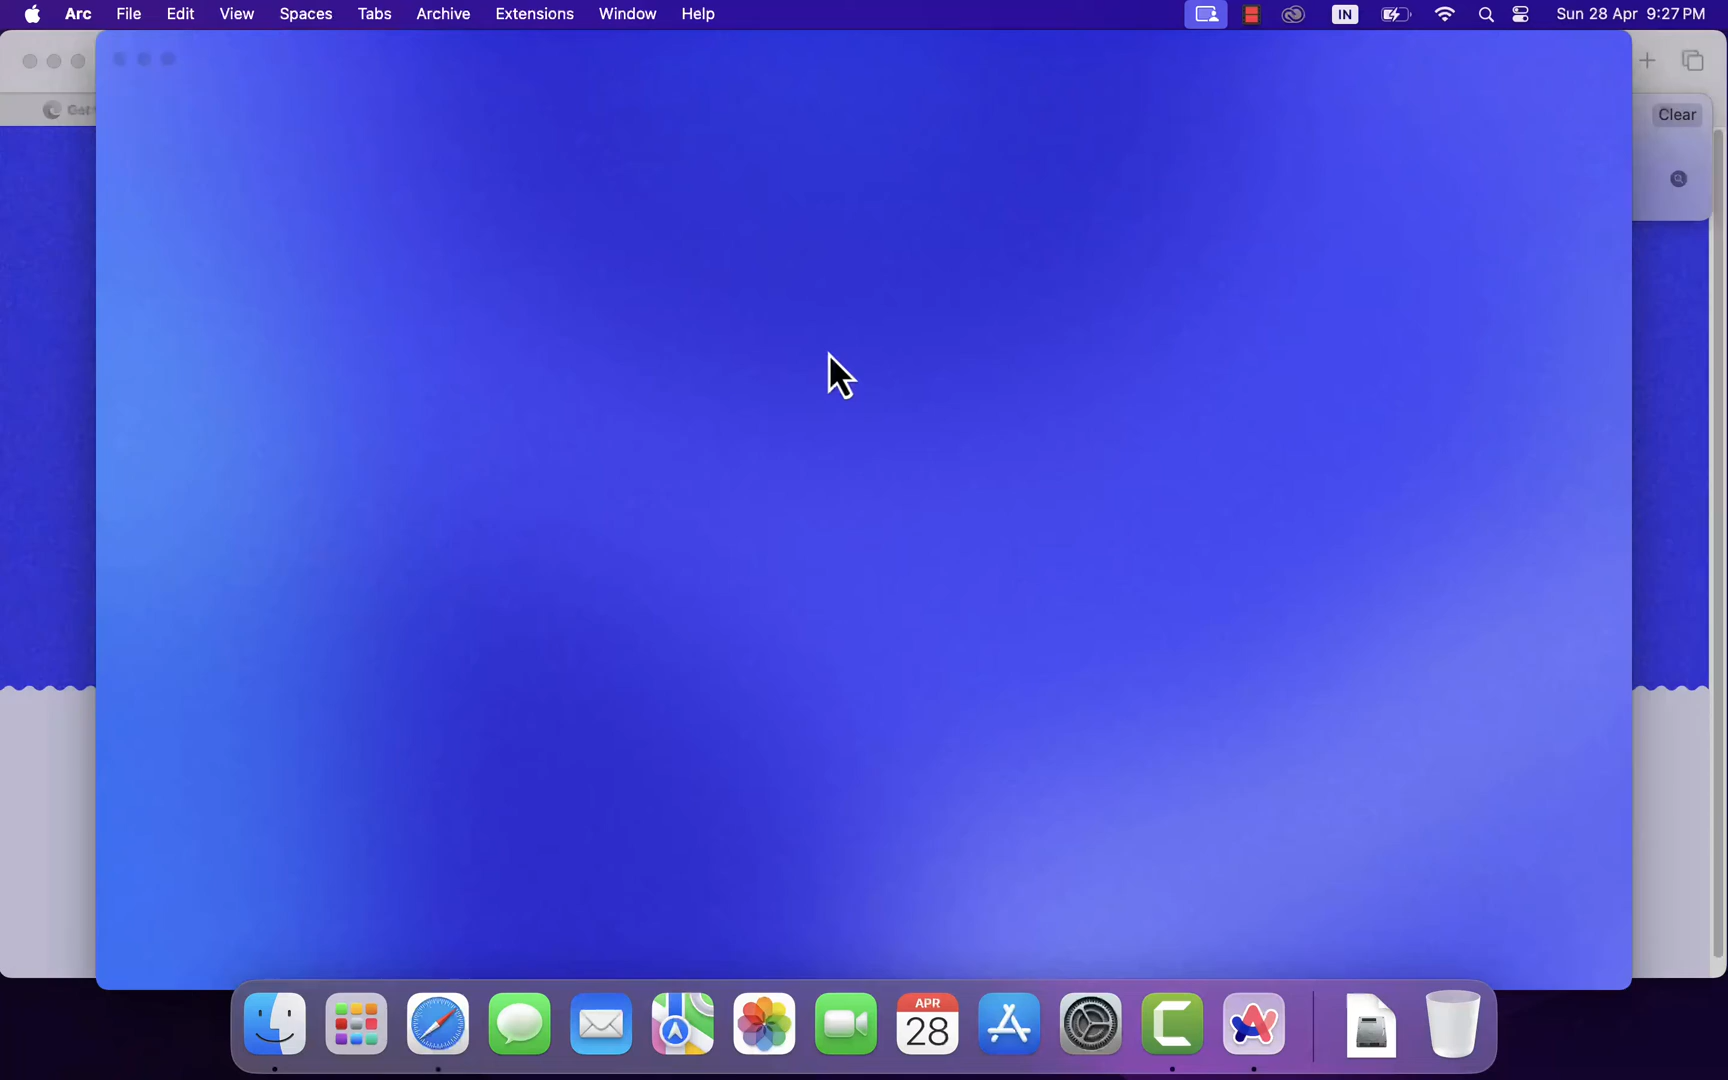 Arc File Edit View Spaces Tabs Archive Extensions Window Help IN Sun 28 Apr 9:27 PM
Clear
APR
28